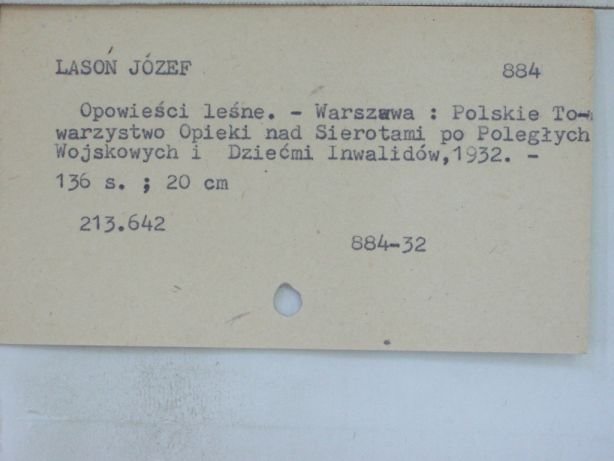 LASOŃ JÓZEF 884
Opowieści leśne. - Warszawa : Polskie To-
warzystwo Opieki nad Sierotami po Poległych
Wojskowych i Dziećmi Inwalidów,1932. -
136 s. ; 20 cm
213.642
884-32